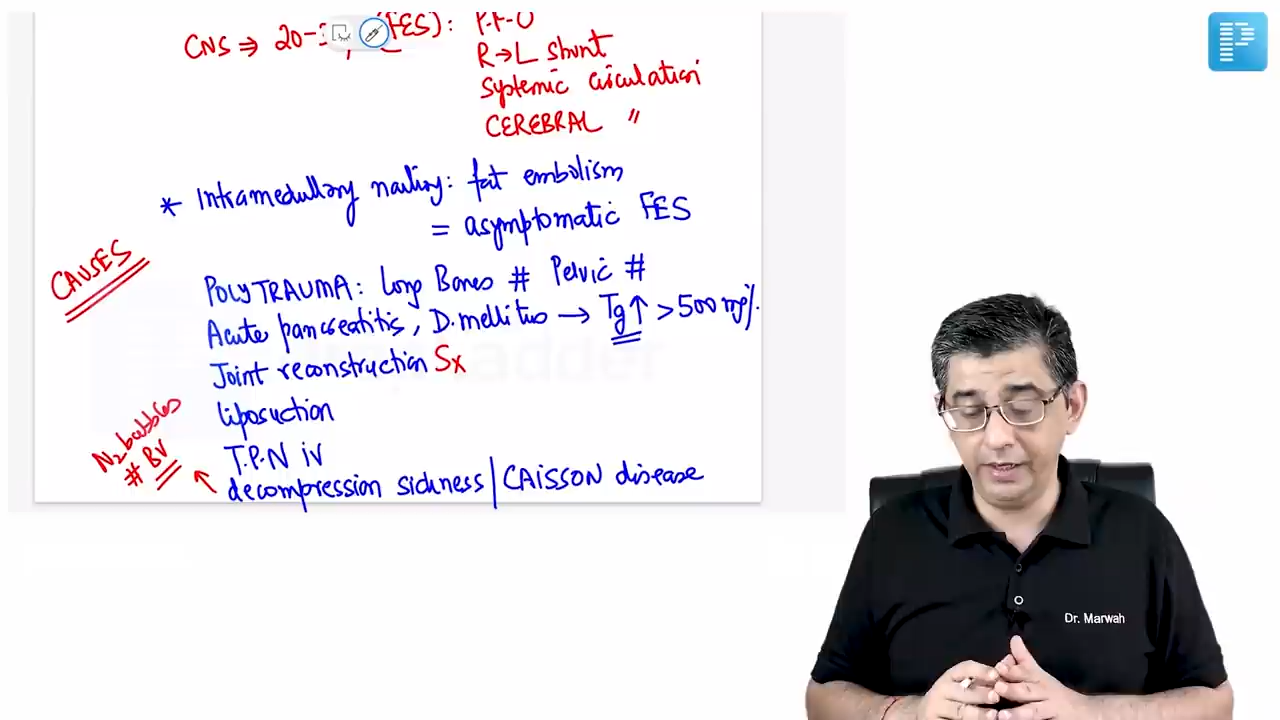 CNS ⇒ 20-3 (FES): P.F.O
R→L Shunt
Systemic circulation
CEREBRAL "
* Intramedullary nailing: fat embolism
= asymptomatic FES
CAUSES
POLYTRAUMA: Long Bones # Pelvic #
Acute pancreatitis, D. mellitus → Tg↑ > 500 mg%.
Joint reconstruction Sx
liposuction
T.P.N iv
N2 bubbles
# BV
decompression sickness | CAISSON disease
Dr. Marwah